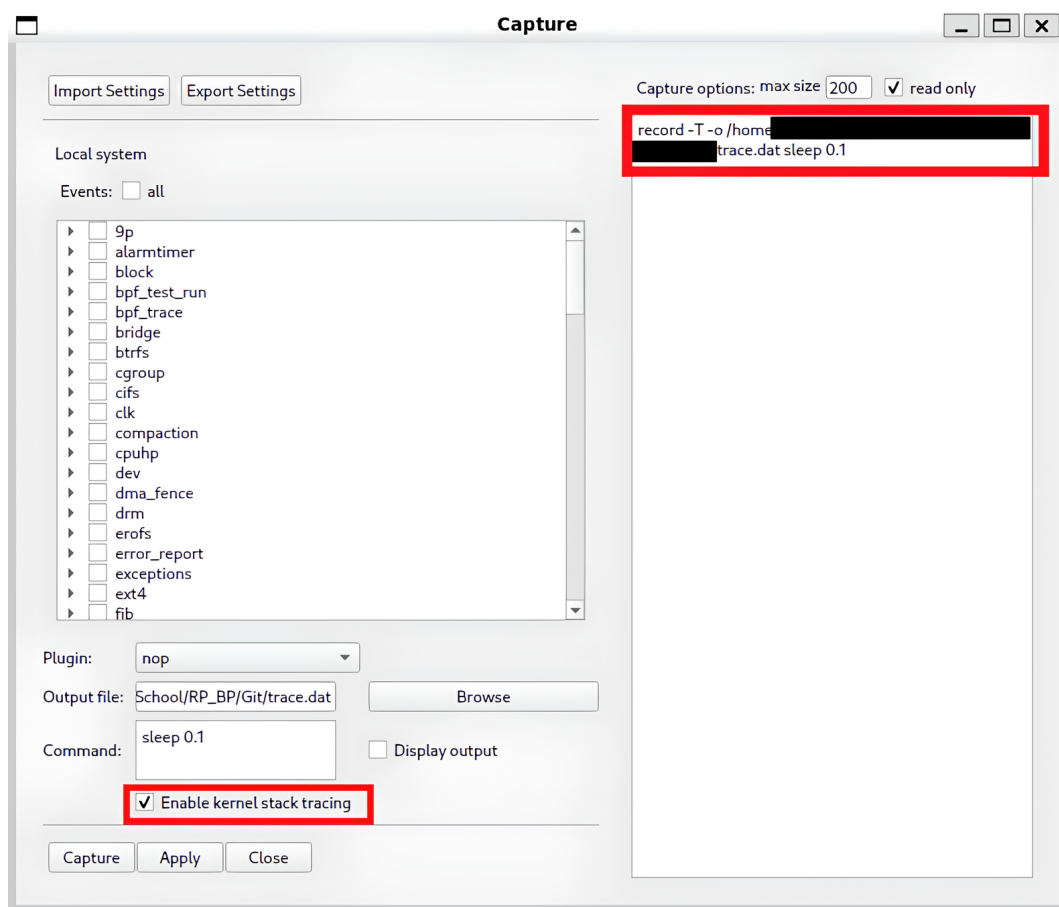 Capture
Import Settings
Export Settings
Local system
Events: all
9p
alarmtimer
block
bpf_test_run
bpf_trace
bridge
btrfs
cgroup
cifs
clk
compaction
cpuhp
dev
dma_fence
drm
erofs
error_report
exceptions
ext4
fib
Plugin: nop
Output file: School/RP_BP/Git/trace.dat Browse
Command: sleep 0.1
Display output
Enable kernel stack tracing
Capture Apply Close
Capture options: max size 200 read only
record -T -o /home
trace.dat sleep 0.1